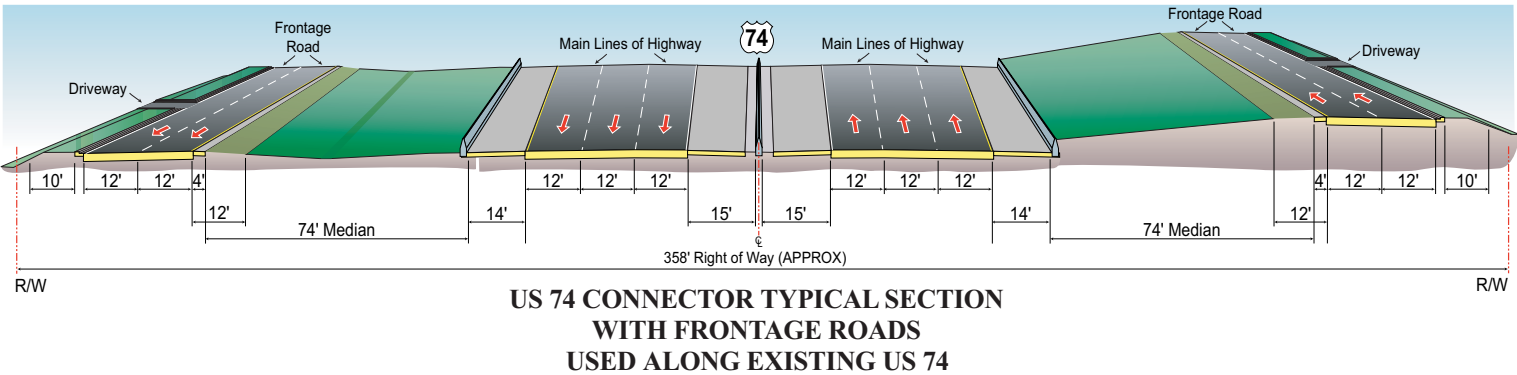 Frontage
Road
Driveway
Main Lines of Highway
74
Main Lines of Highway
Frontage Road
Driveway
10'
12'
12'
4'
12'
12'
12'
12'
12'
12'
4'
12'
12'
10'
12'
74' Median
14'
15'
15'
14'
74' Median
12'
℄
358' Right of Way (APPROX)
R/W
R/W
US 74 CONNECTOR TYPICAL SECTION
WITH FRONTAGE ROADS
USED ALONG EXISTING US 74